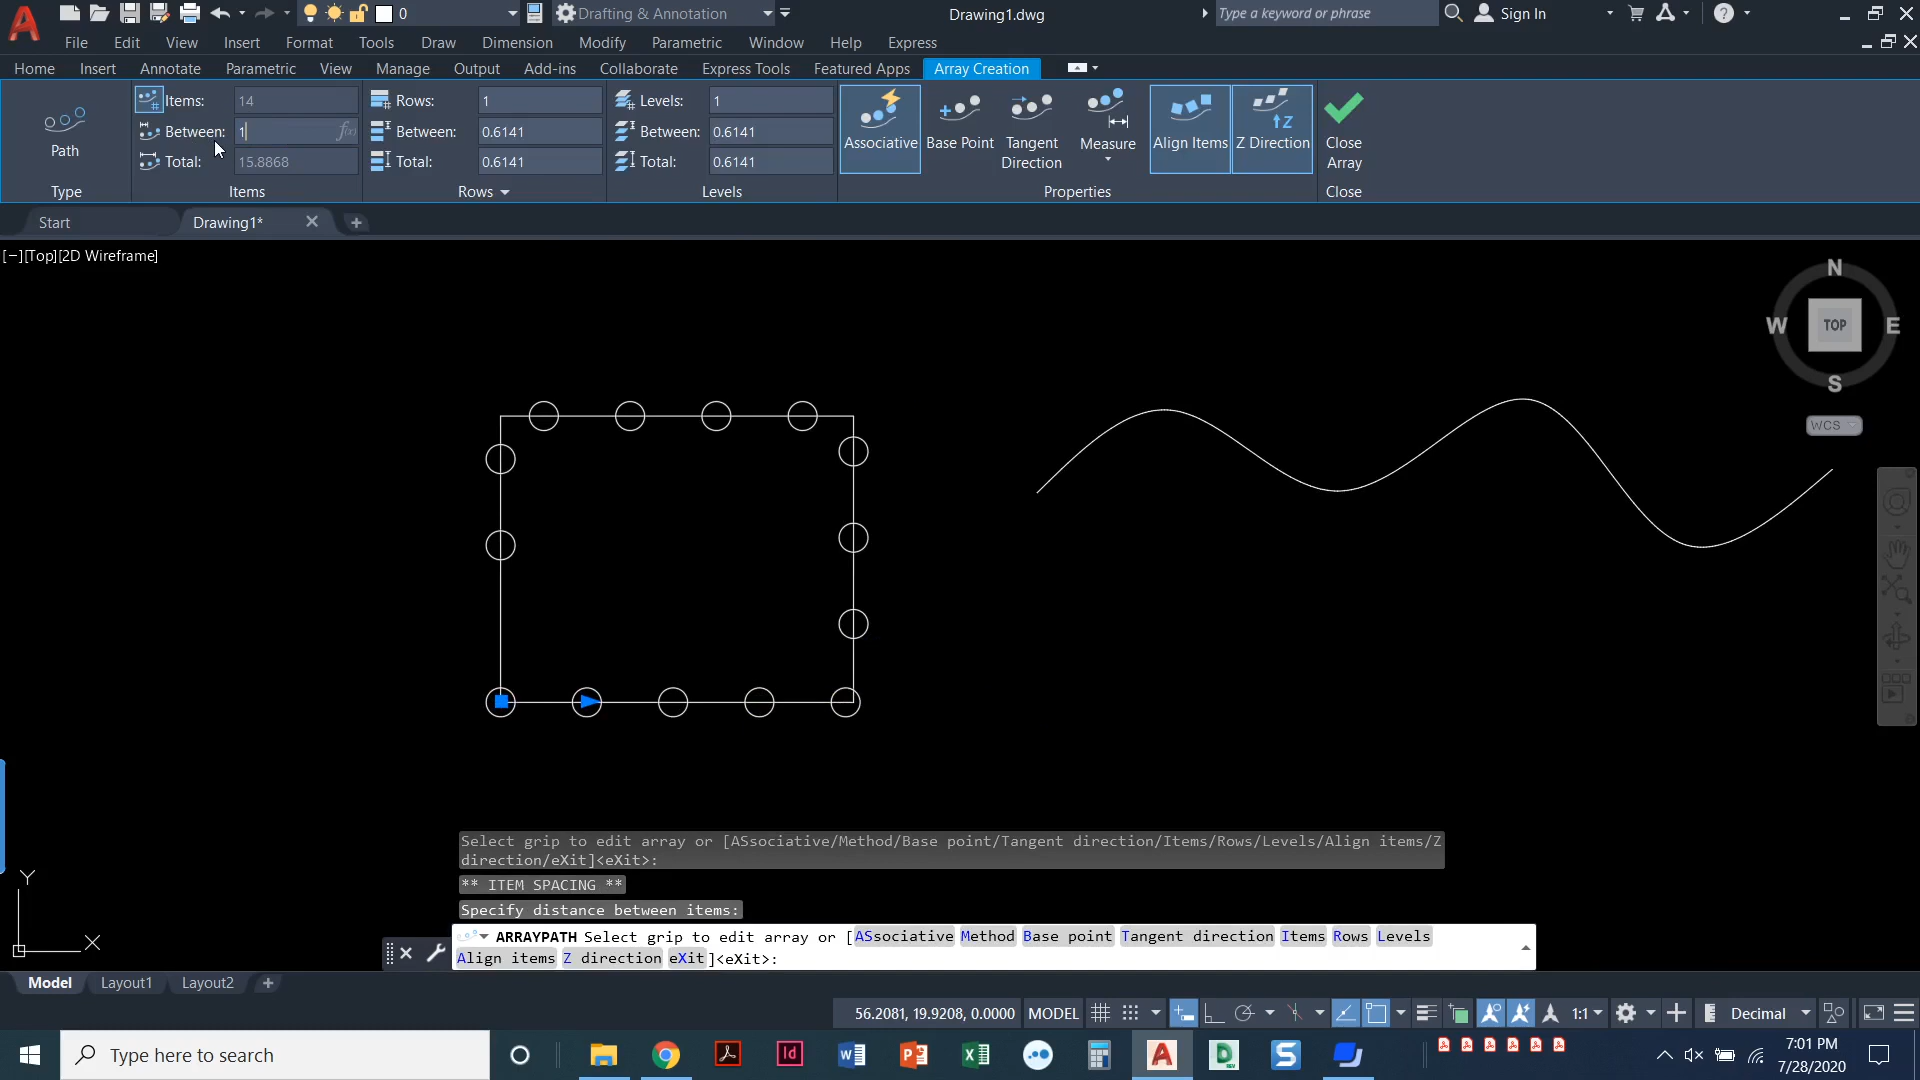 0
Drafting & Annotation
Drawing1.dwg
Type a keyword or phrase
Sign In
File Edit View Insert Format Tools Draw Dimension Modify Parametric Window Help Express
Home Insert Annotate Parametric View Manage Output Add-ins Collaborate Express Tools Featured Apps Array Creation
Path
Type
Items: 14
Between: 1
Total: 15.8868
Items
Rows: 1
Between: 0.6141
Total: 0.6141
Rows
Levels: 1
Between: 0.6141
Total: 0.6141
Levels
Associative
Base Point
Tangent
Direction
Measure
Align Items
Z Direction
Properties
Close
Array
Close
Start
Drawing1*
[−][Top][2D Wireframe]
N
W TOP E
S
WCS
Select grip to edit array or [ASsociative/Method/Base point/Tangent direction/Items/Rows/Levels/Align items/Z
direction/eXit]<eXit>:
** ITEM SPACING **
Specify distance between items:
ARRAYPATH Select grip to edit array or [ASsociative Method Base point Tangent direction Items Rows Levels
Align items Z direction eXit]<eXit>:
Y
X
Model Layout1 Layout2
56.2081, 19.9208, 0.0000 MODEL
1:1
Decimal
Type here to search
7:01 PM
7/28/2020